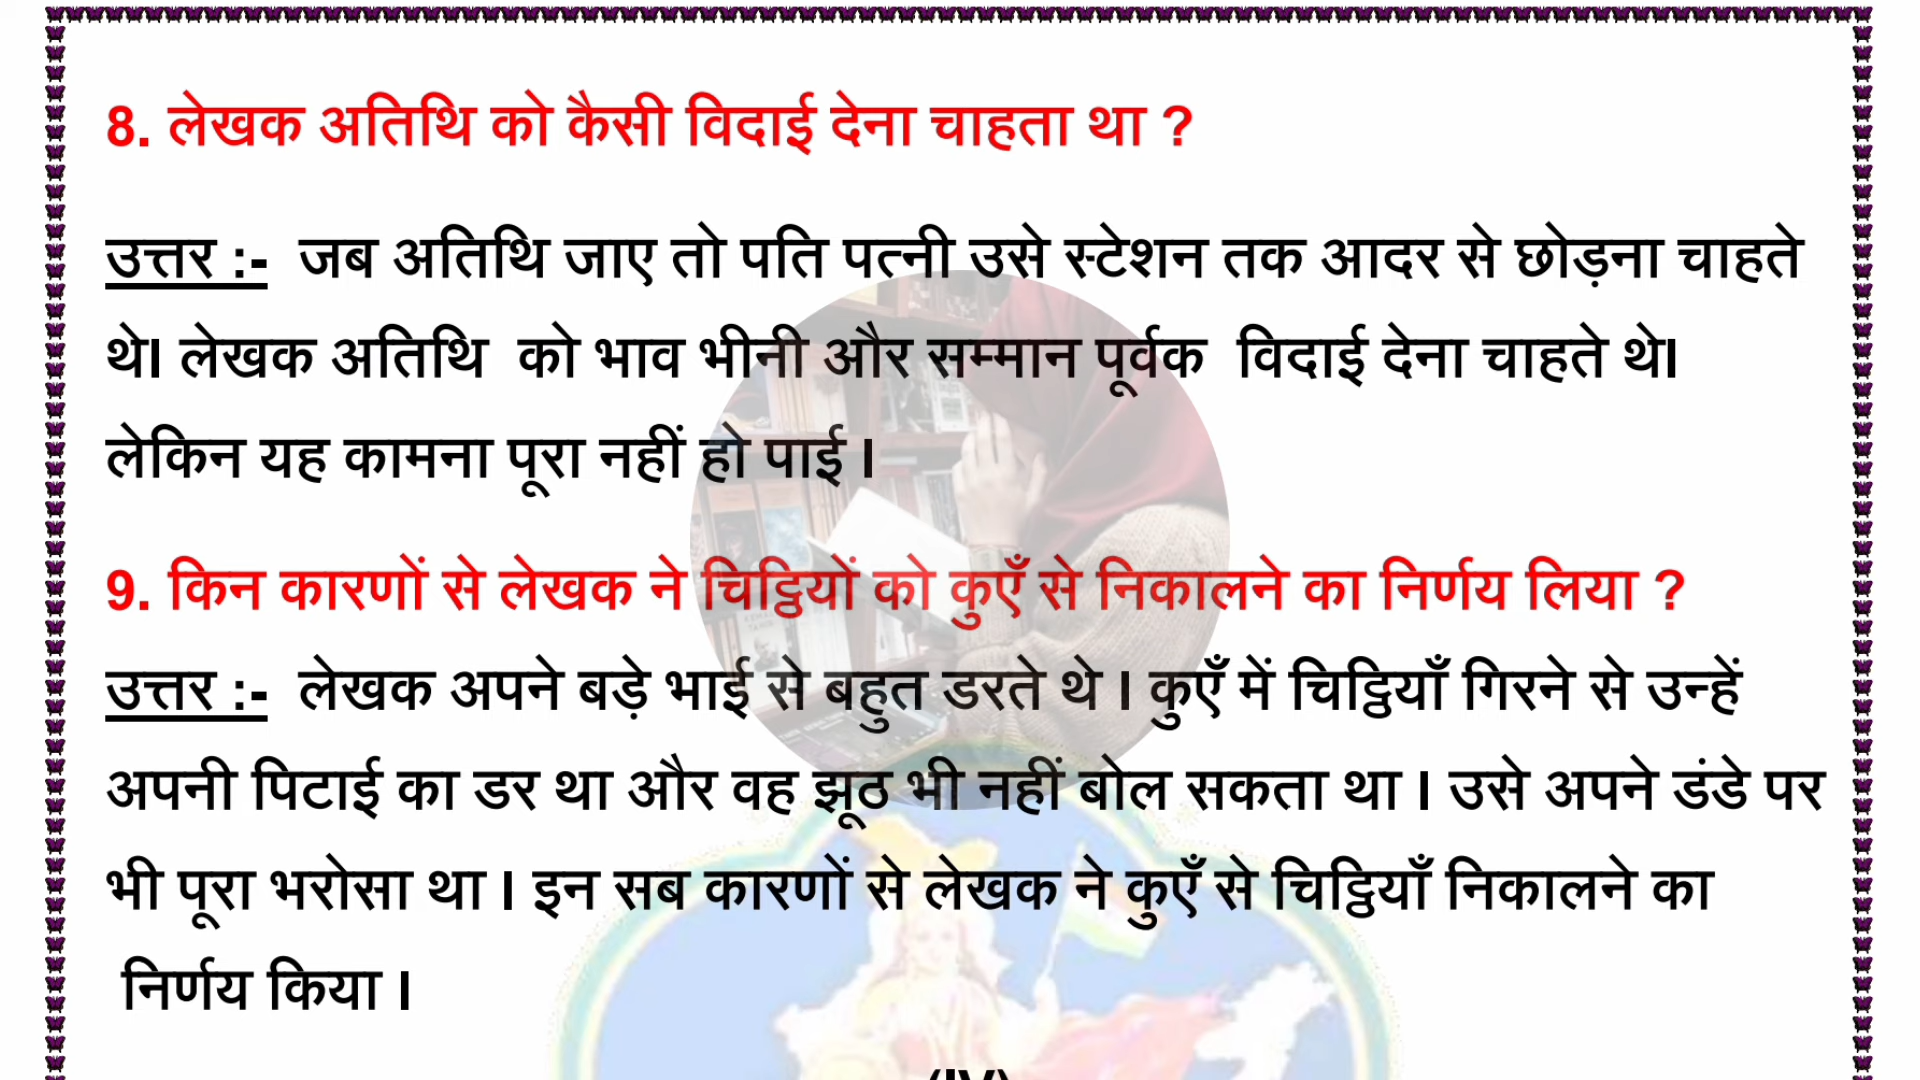 8. लेखक अतिथि को कैसी विदाई देना चाहता था ?
उत्तर :- जब अतिथि जाए तो पति पत्नी उसे स्टेशन तक आदर से छोड़ना चाहते
थे। लेखक अतिथि को भाव भीनी और सम्मान पूर्वक विदाई देना चाहते थे।
लेकिन यह कामना पूरा नहीं हो पाई ।
9. किन कारणों से लेखक ने चिट्ठियों को कुएँ से निकालने का निर्णय लिया ?
उत्तर :- लेखक अपने बड़े भाई से बहुत डरते थे । कुएँ में चिट्ठियाँ गिरने से उन्हें
अपनी पिटाई का डर था और वह झूठ भी नहीं बोल सकता था । उसे अपने डंडे पर
भी पूरा भरोसा था । इन सब कारणों से लेखक ने कुएँ से चिट्ठियाँ निकालने का
निर्णय किया ।